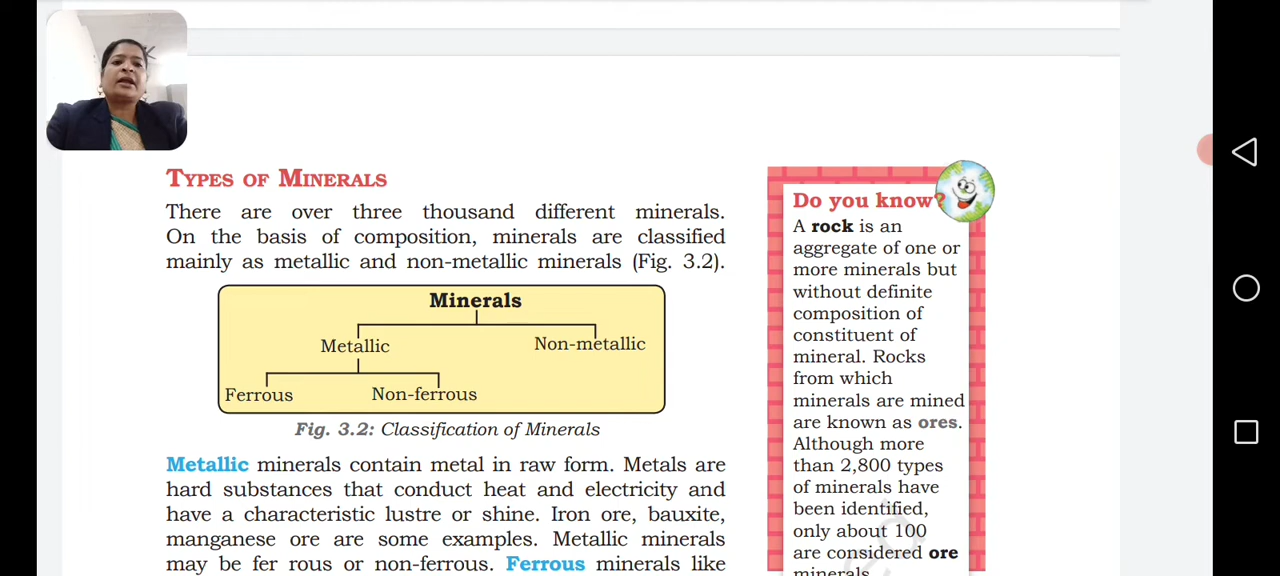 TYPES OF MINERALS
There are over three thousand different minerals.
On the basis of composition, minerals are classified
mainly as metallic and non-metallic minerals (Fig. 3.2).
Minerals
Metallic
Non-metallic
Ferrous
Non-ferrous
Fig. 3.2: Classification of Minerals
Metallic minerals contain metal in raw form. Metals are
hard substances that conduct heat and electricity and
have a characteristic lustre or shine. Iron ore, bauxite,
manganese ore are some examples. Metallic minerals
may be fer rous or non-ferrous. Ferrous minerals like
Do you know?
A rock is an
aggregate of one or
more minerals but
without definite
composition of
constituent of
mineral. Rocks
from which
minerals are mined
are known as ores.
Although more
than 2,800 types
of minerals have
been identified,
only about 100
are considered ore
minerals.